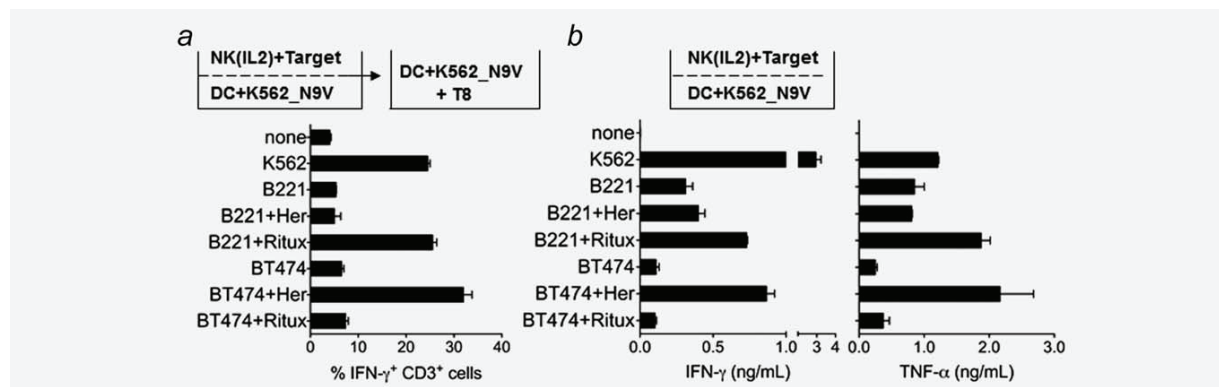 a
NK(IL2)+Target
DC+K562_N9V
DC+K562_N9V
+ T8
none
K562
B221
B221+Her
B221+Ritux
BT474
BT474+Her
BT474+Ritux
0 10 20 30 40
% IFN-γ⁺ CD3⁺ cells
b
NK(IL2)+Target
DC+K562_N9V
none
K562
B221
B221+Her
B221+Ritux
BT474
BT474+Her
BT474+Ritux
0.0 0.5 1.0 3 4
IFN-γ (ng/mL)
0.0 1.0 2.0 3.0
TNF-α (ng/mL)